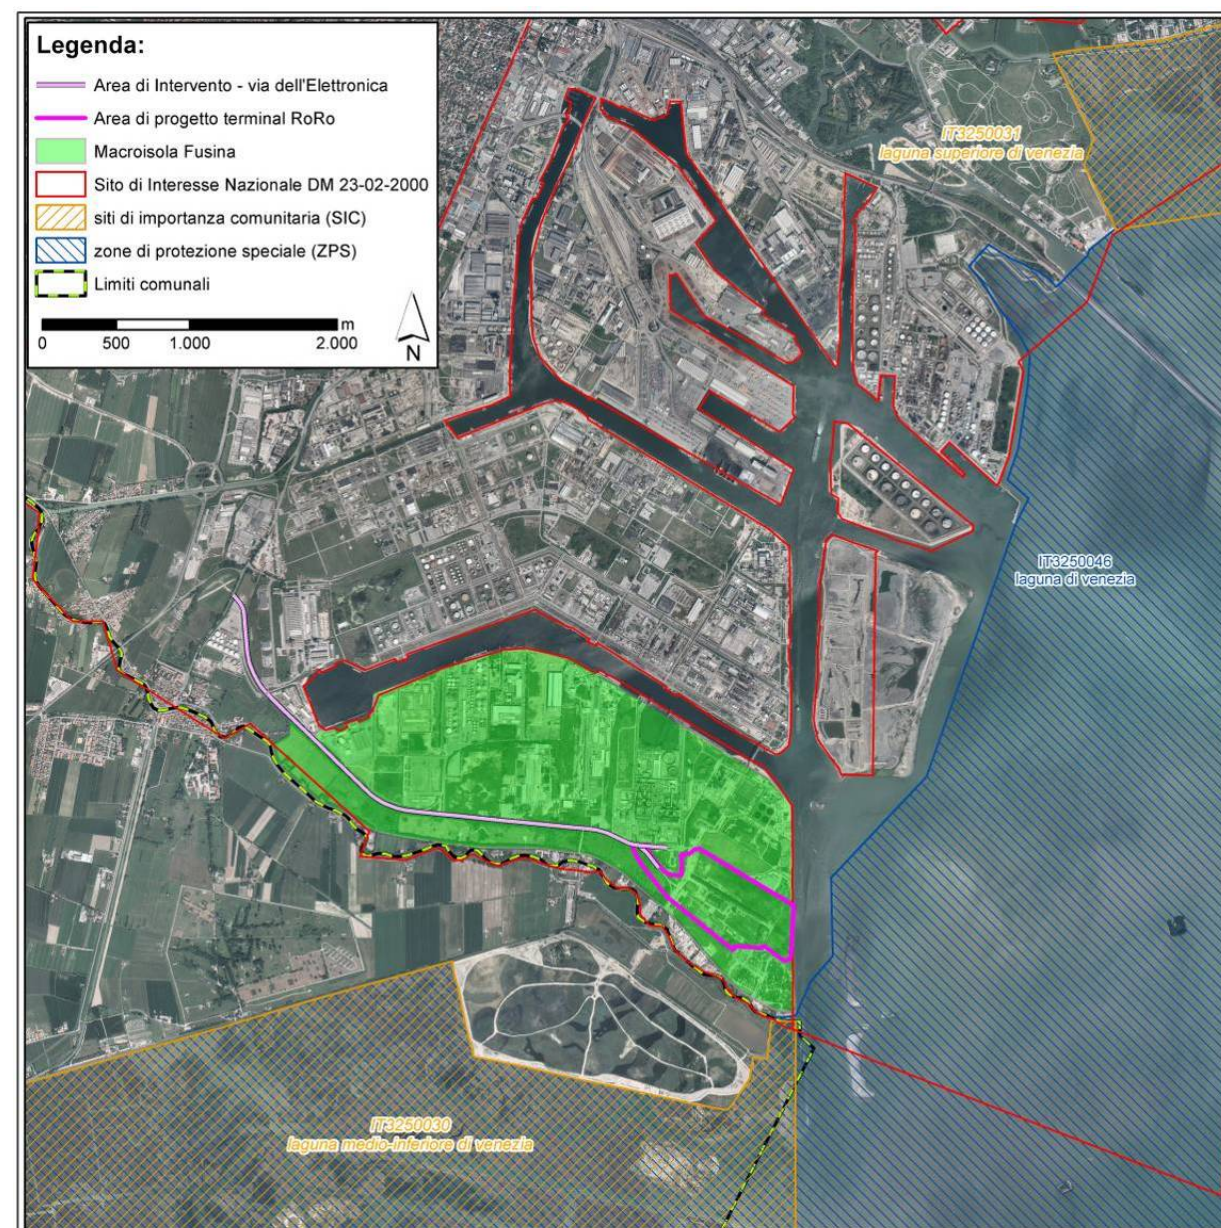 Legenda:
Area di Intervento - via dell'Elettronica
Area di progetto terminal RoRo
Macroisola Fusina
Sito di Interesse Nazionale DM 23-02-2000
siti di importanza comunitaria (SIC)
zone di protezione speciale (ZPS)
Limiti comunali
m
0 500 1.000 2.000
N
IT3250031
laguna superiore di venezia
IT3250046
laguna di venezia
IT3250030
laguna medio-inferiore di venezia